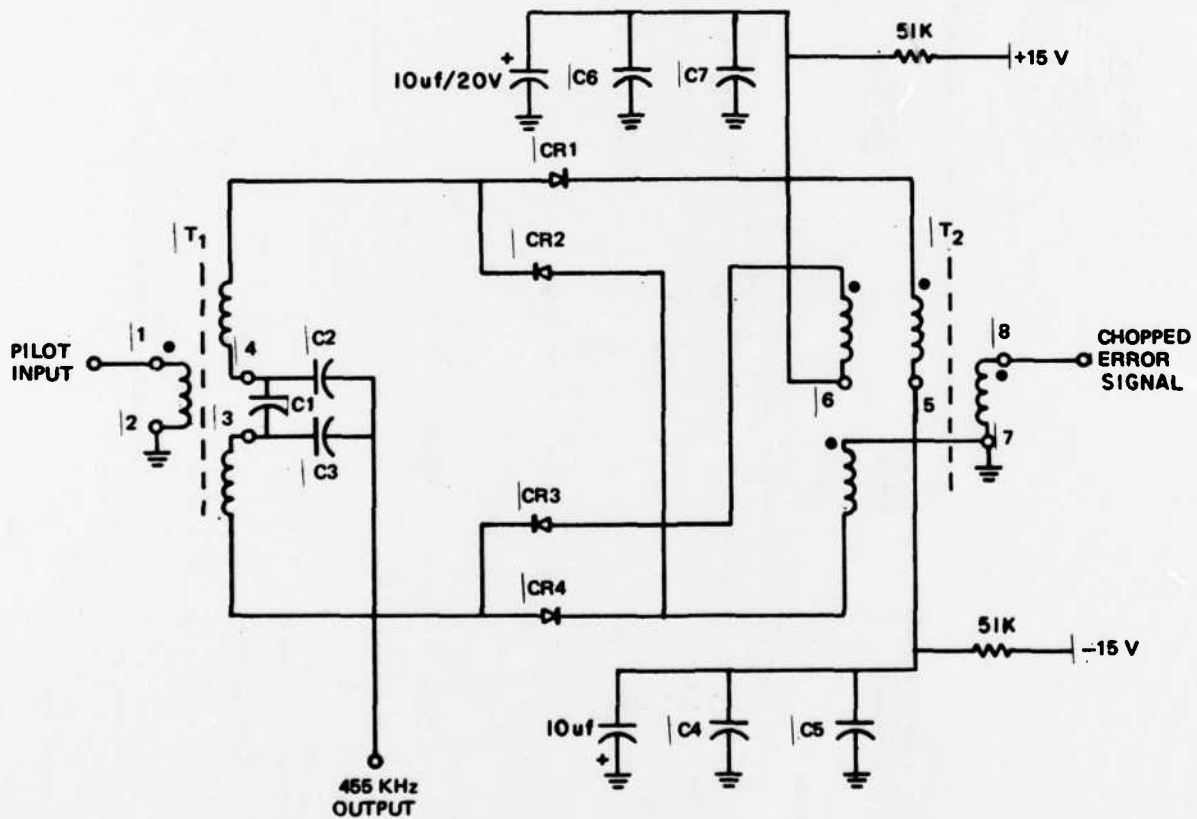 51K
+15 V
+
10uf/20V
C6
C7
CR1
T1
T2
CR2
1
4
C2
8
PILOT
INPUT
CHOPPED
ERROR
SIGNAL
C1
2
3
6
5
7
C3
CR3
CR4
51K
-15 V
10uf
+
C4
C5
455 KHz
OUTPUT